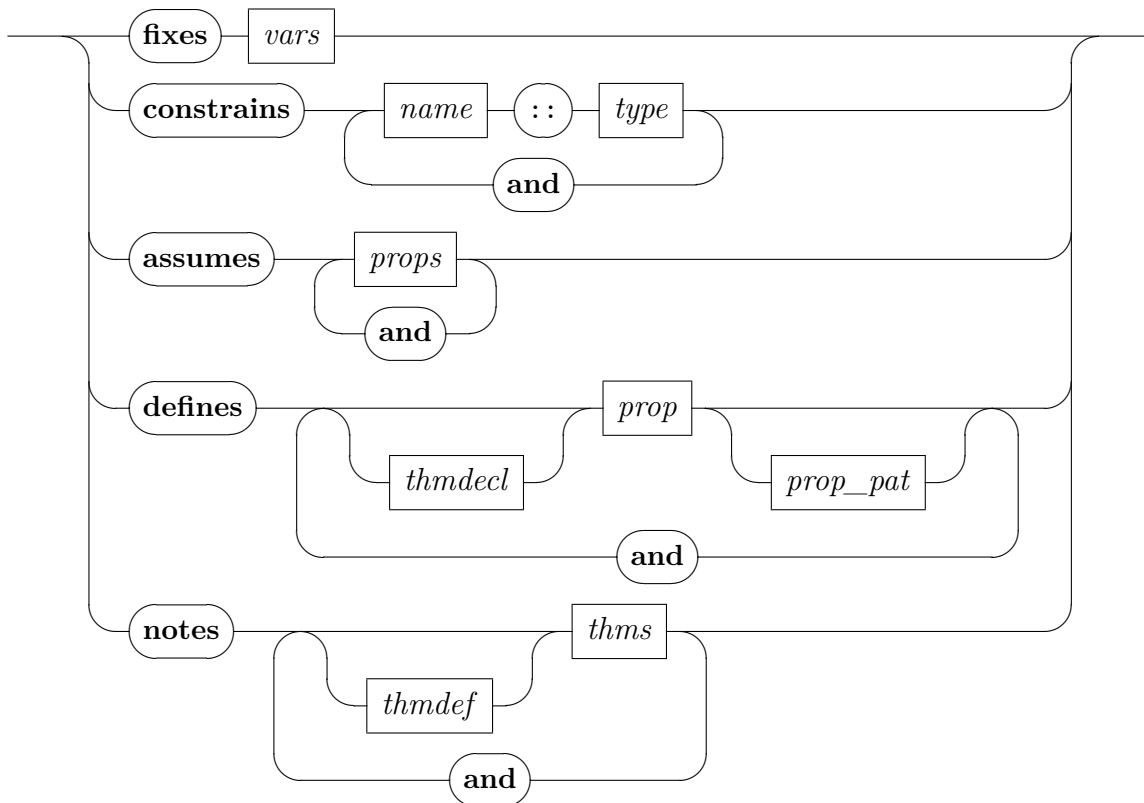 fixes vars
constrains name :: type
and
assumes props
and
defines prop
thmdecl prop_pat
and
notes thms
thmdef
and